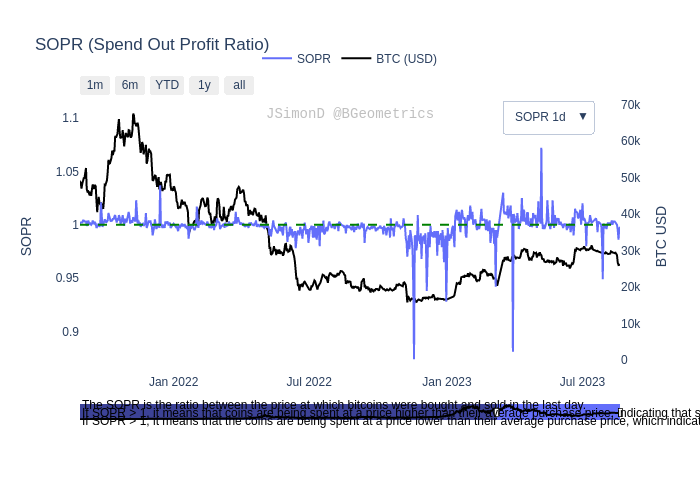 SOPR (Spend Out Profit Ratio)
SOPR BTC (USD)
1m 6m YTD 1y all
JSimonD @BGeometrics
SOPR 1d ▼
1.1
1.05
1
0.95
0.9
SOPR
70k
60k
50k
40k
30k
20k
10k
0
BTC USD
Jan 2022 Jul 2022 Jan 2023 Jul 2023
The SOPR is the ratio between the price at which bitcoins were bought and sold in the last day.
If SOPR > 1, it means that coins are being spent at a price higher than their average purchase price, indicating that s
If SOPR > 1, it means that the coins are being spent at a price lower than their average purchase price, which indicat